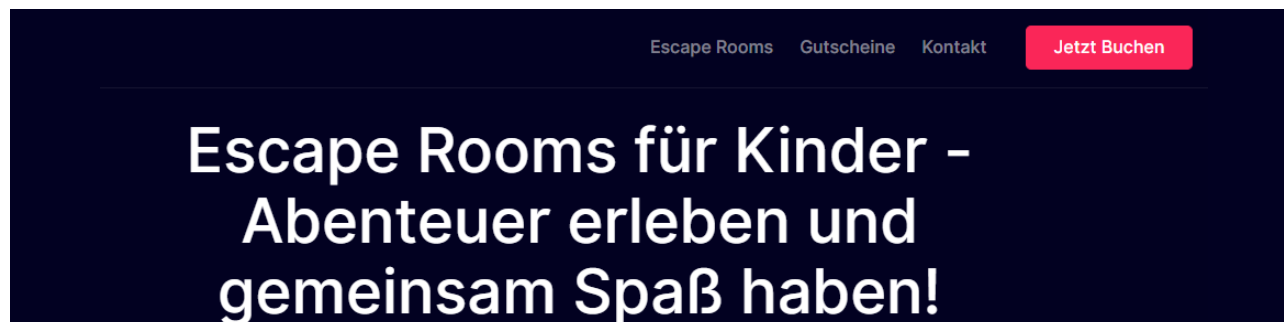 Escape Rooms Gutscheine Kontakt Jetzt Buchen
Escape Rooms für Kinder -
Abenteuer erleben und
gemeinsam Spaß haben!